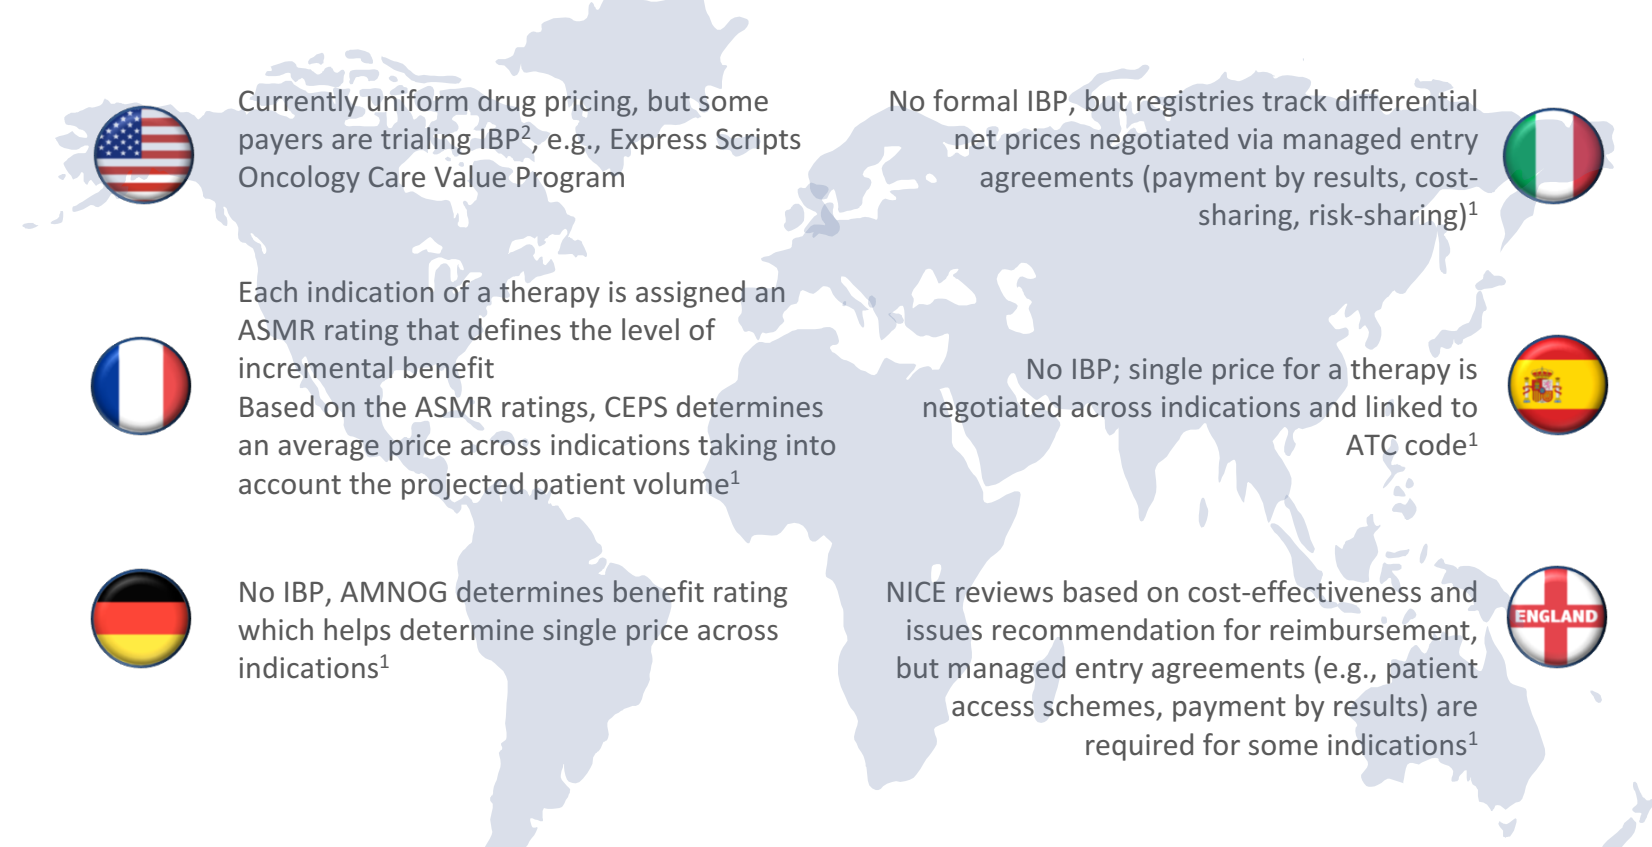 Currently uniform drug pricing, but some
payers are trialing IBP², e.g., Express Scripts
Oncology Care Value Program
Each indication of a therapy is assigned an
ASMR rating that defines the level of
incremental benefit
Based on the ASMR ratings, CEPS determines
an average price across indications taking into
account the projected patient volume¹
No IBP, AMNOG determines benefit rating
which helps determine single price across
indications¹
No formal IBP, but registries track differential
net prices negotiated via managed entry
agreements (payment by results, cost-
sharing, risk-sharing)¹
No IBP; single price for a therapy is
negotiated across indications and linked to
ATC code¹
NICE reviews based on cost-effectiveness and
issues recommendation for reimbursement,
but managed entry agreements (e.g., patient
access schemes, payment by results) are
required for some indications¹
ENGLAND